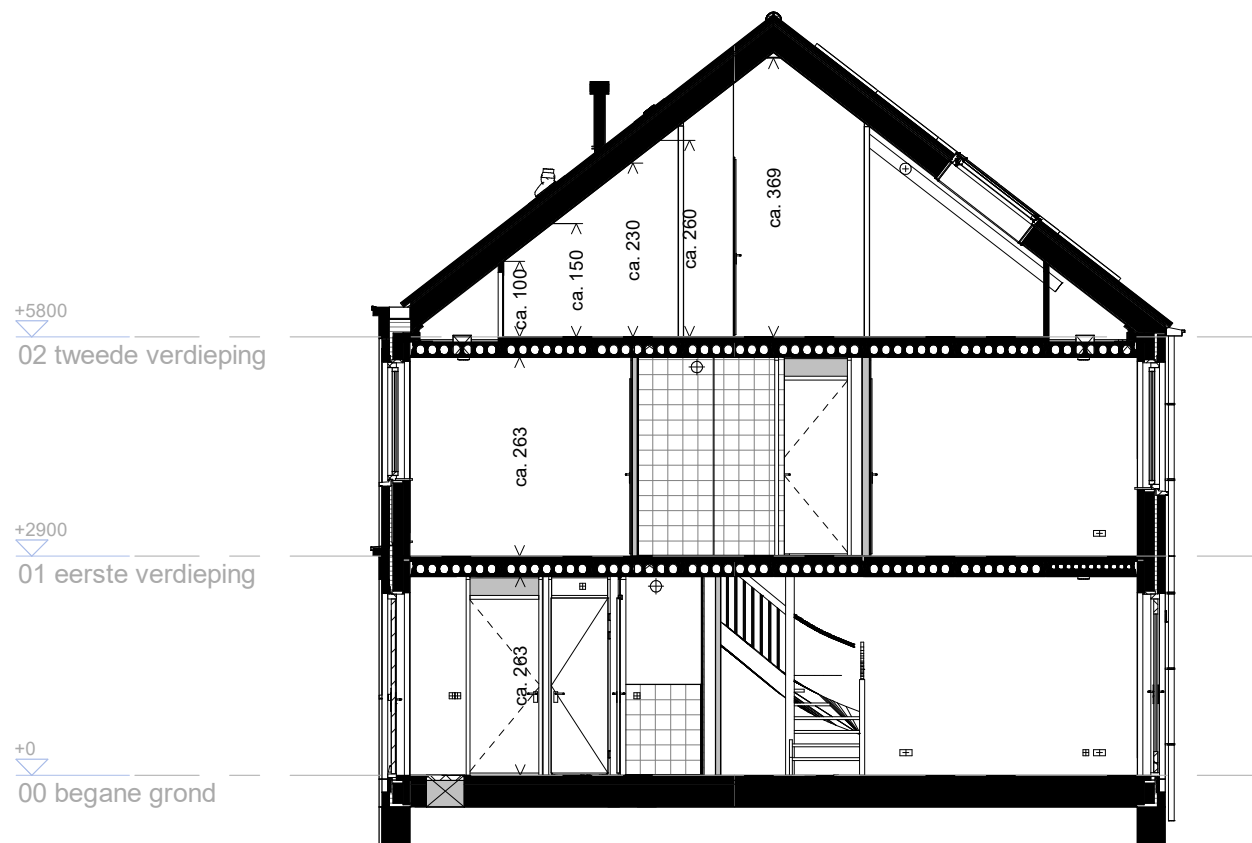 ca. 369
ca. 260
ca. 230
ca. 150
ca. 100
+5800
02 tweede verdieping
ca. 263
+2900
01 eerste verdieping
ca. 263
+0
00 begane grond